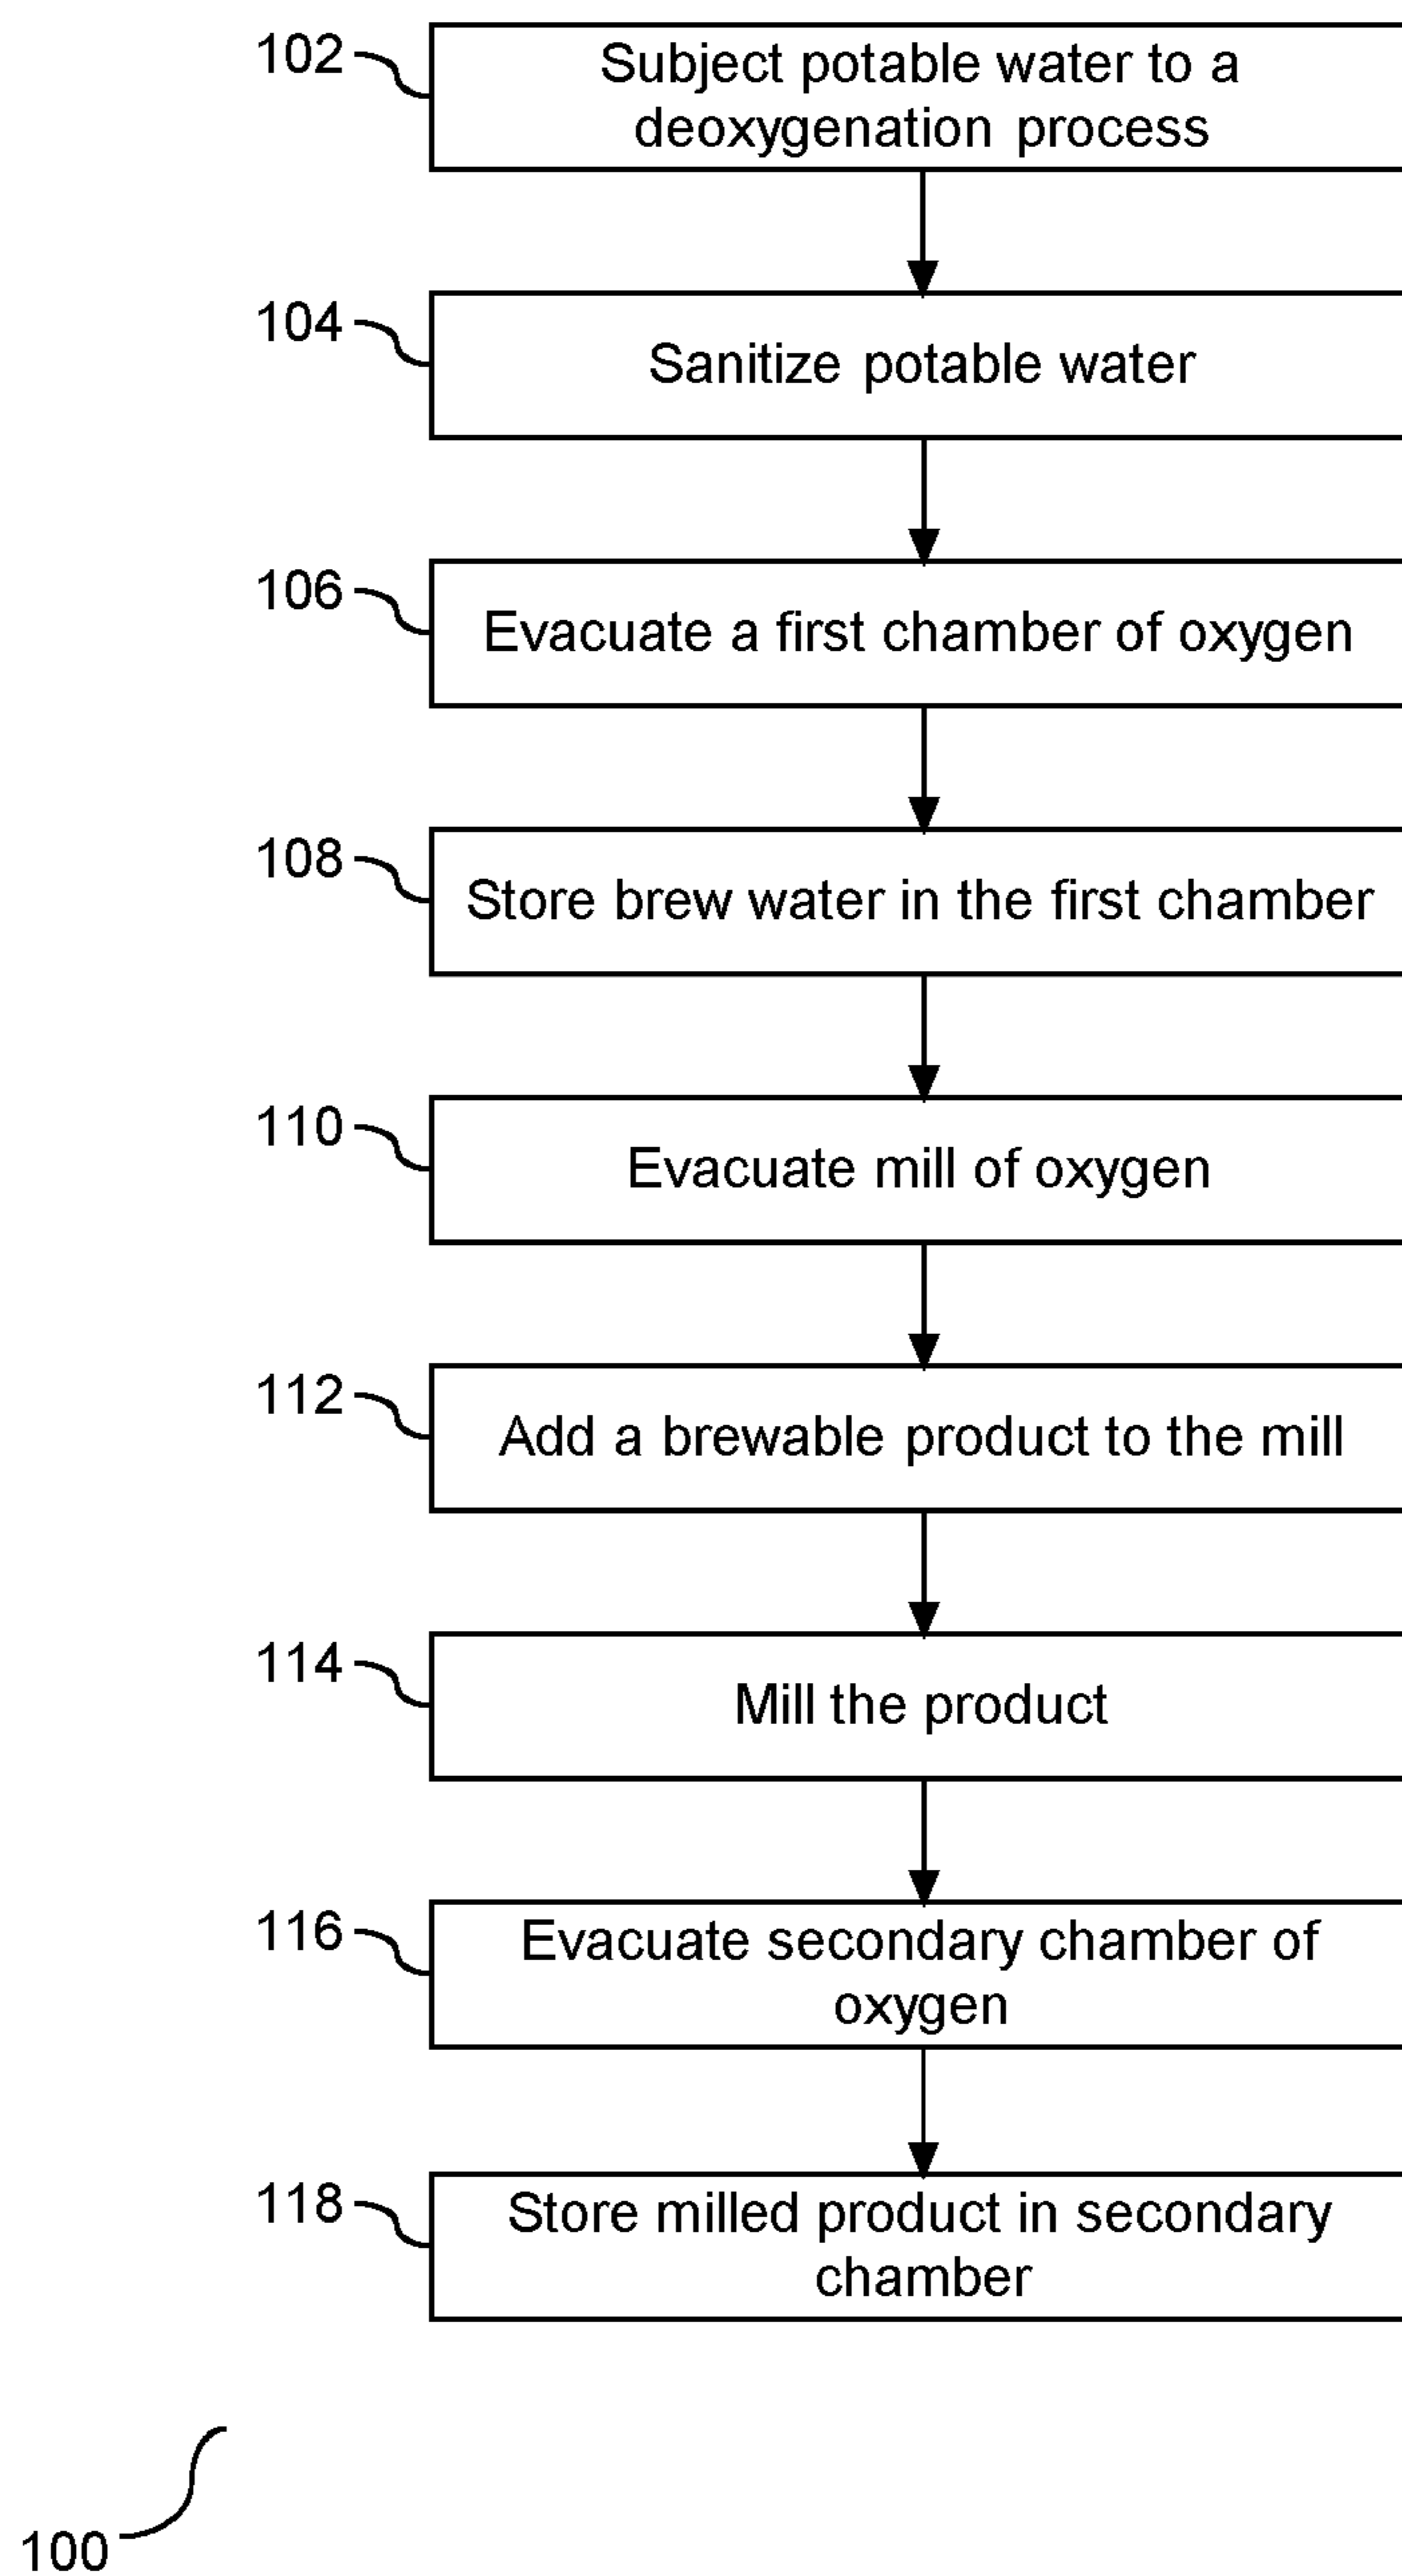 102
Subject potable water to a
deoxygenation process
104
Sanitize potable water
106
Evacuate a first chamber of oxygen
108
Store brew water in the first chamber
110
Evacuate mill of oxygen
112
Add a brewable product to the mill
114
Mill the product
116
Evacuate secondary chamber of
oxygen
118
Store milled product in secondary
chamber
100